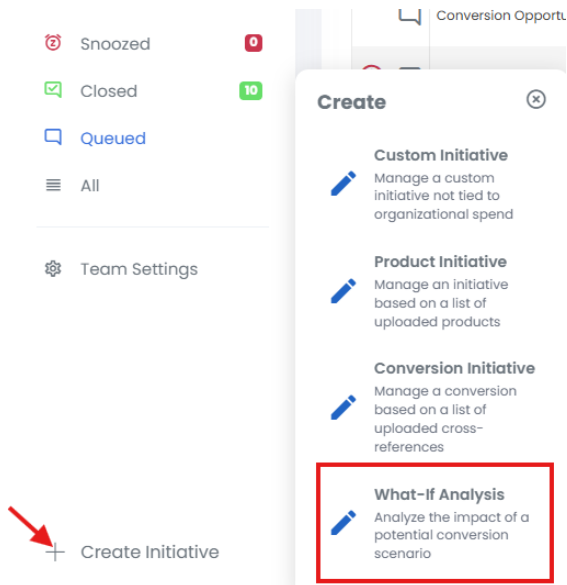 Conversion Opportu
Snoozed
0
Closed
10
Queued
All
Team Settings
Create Initiative
Create
Custom Initiative
Manage a custom
initiative not tied to
organizational spend
Product Initiative
Manage an initiative
based on a list of
uploaded products
Conversion Initiative
Manage a conversion
based on a list of
uploaded cross-
references
What-If Analysis
Analyze the impact of a
potential conversion
scenario